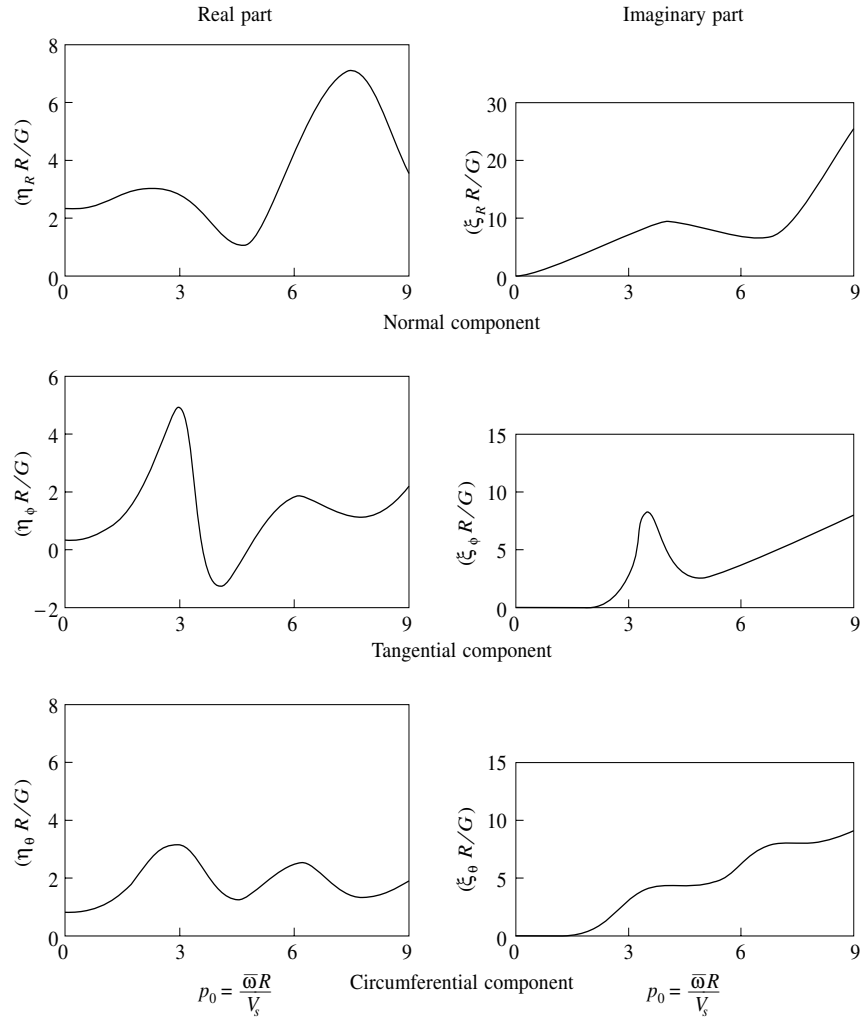 Real part
Imaginary part
8
6
4
2
0
(η_R R/G)
0 3 6 9
30
20
10
0
(ξ_R R/G)
0 3 6 9
Normal component
6
4
2
0
−2
(η_ϕ R/G)
0 3 6 9
15
10
5
0
(ξ_ϕ R/G)
0 3 6 9
Tangential component
8
6
4
2
0
(η_θ R/G)
0 3 6 9
15
10
5
0
(ξ_θ R/G)
0 3 6 9
Circumferential component
p_0 = ω̅R/V_s
p_0 = ω̅R/V_s